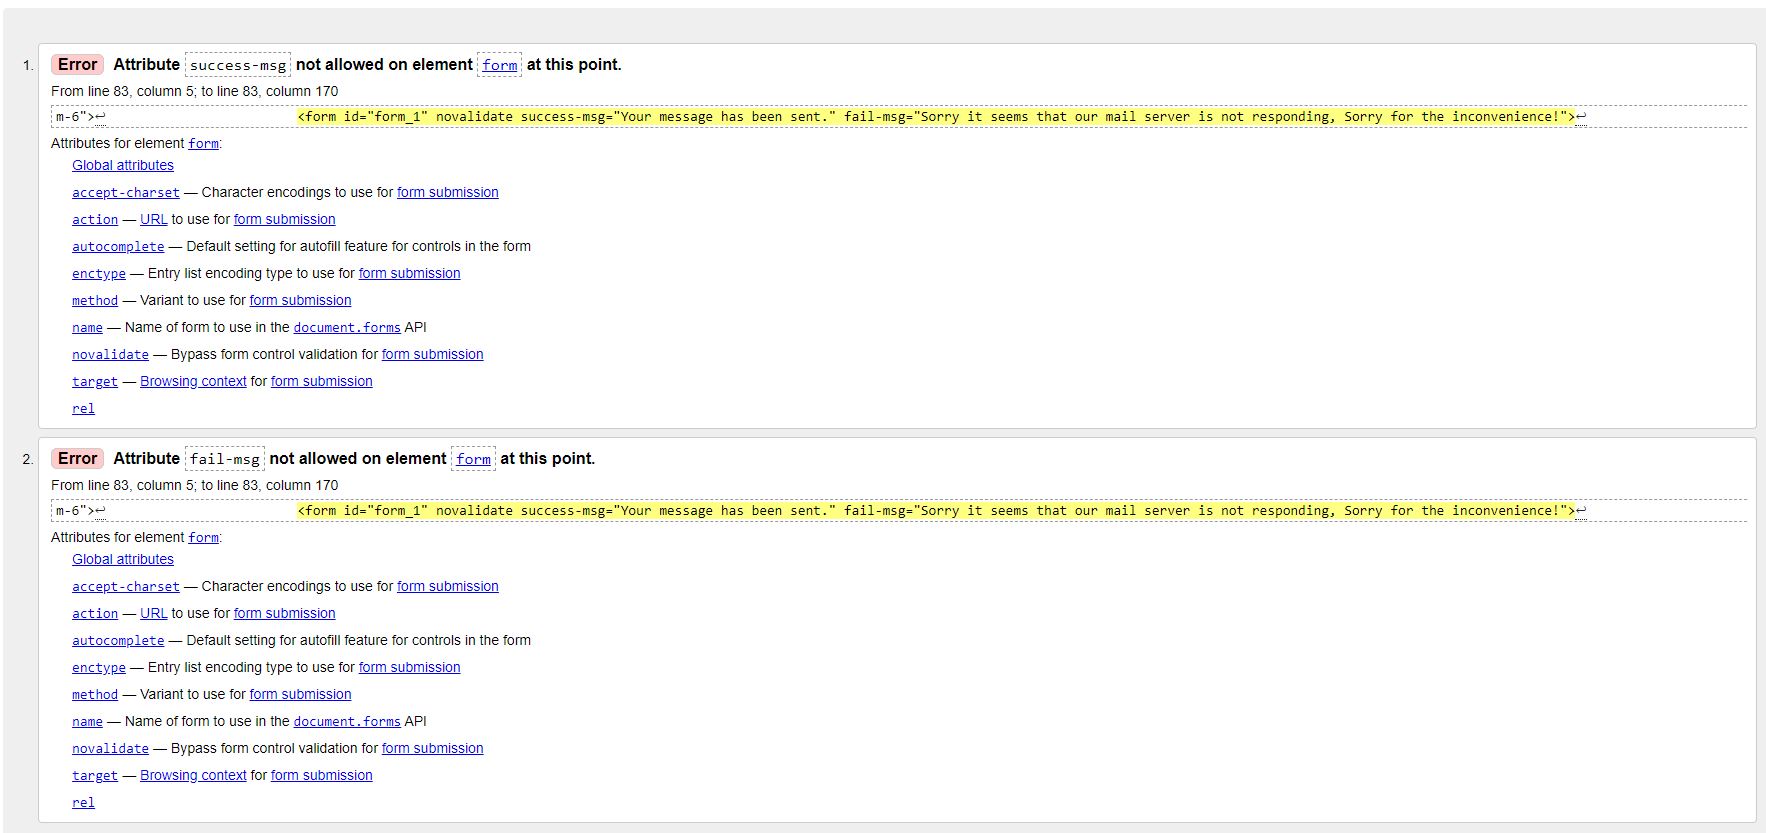 1. Error Attribute success-msg not allowed on element form at this point.
From line 83, column 5; to line 83, column 170
m-6">↩ <form id="form_1" novalidate success-msg="Your message has been sent." fail-msg="Sorry it seems that our mail server is not responding, Sorry for the inconvenience!">↩
Attributes for element form:
Global attributes
accept-charset — Character encodings to use for form submission
action — URL to use for form submission
autocomplete — Default setting for autofill feature for controls in the form
enctype — Entry list encoding type to use for form submission
method — Variant to use for form submission
name — Name of form to use in the document.forms API
novalidate — Bypass form control validation for form submission
target — Browsing context for form submission
rel
2. Error Attribute fail-msg not allowed on element form at this point.
From line 83, column 5; to line 83, column 170
m-6">↩ <form id="form_1" novalidate success-msg="Your message has been sent." fail-msg="Sorry it seems that our mail server is not responding, Sorry for the inconvenience!">↩
Attributes for element form:
Global attributes
accept-charset — Character encodings to use for form submission
action — URL to use for form submission
autocomplete — Default setting for autofill feature for controls in the form
enctype — Entry list encoding type to use for form submission
method — Variant to use for form submission
name — Name of form to use in the document.forms API
novalidate — Bypass form control validation for form submission
target — Browsing context for form submission
rel